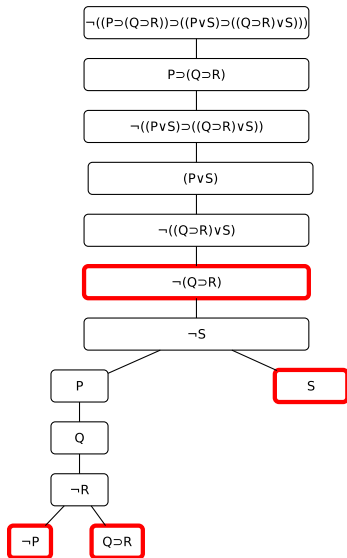 ¬((P⊃(Q⊃R))⊃((P∨S)⊃((Q⊃R)∨S)))
P⊃(Q⊃R)
¬((P∨S)⊃((Q⊃R)∨S))
(P∨S)
¬((Q⊃R)∨S)
¬(Q⊃R)
¬S
P
S
Q
¬R
¬P
Q⊃R